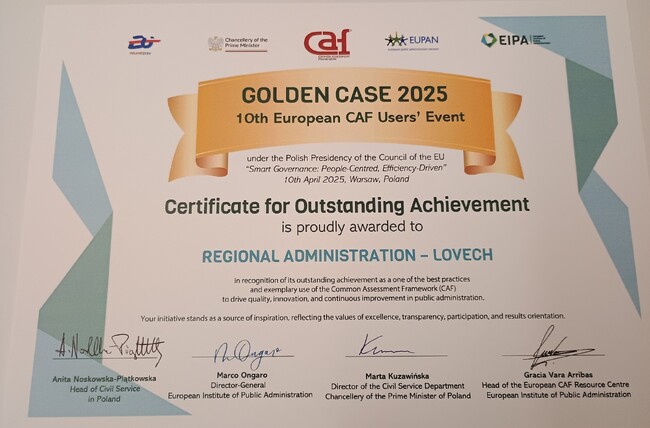 Chancellery of the
Prime Minister
caf
EUPAN
EIPA
GOLDEN CASE 2025
10th European CAF Users' Event
under the Polish Presidency of the Council of the EU
"Smart Governance: People-Centred, Efficiency-Driven"
10th April 2025, Warsaw, Poland
Certificate for Outstanding Achievement
is proudly awarded to
REGIONAL ADMINISTRATION – LOVECH
in recognition of its outstanding achievement as a one of the best practices
and exemplary use of the Common Assessment Framework (CAF)
to drive quality, innovation, and continuous improvement in public administration.
Your initiative stands as a source of inspiration, reflecting the values of excellence, transparency, participation, and results orientation.
Anita Noskowska-Piątkowska
Head of Civil Service
in Poland
Marco Ongaro
Director-General
European Institute of Public Administration
Marta Kuzawińska
Director of the Civil Service Department
Chancellery of the Prime Minister of Poland
Gracia Vara Arribas
Head of the European CAF Resource Centre
European Institute of Public Administration